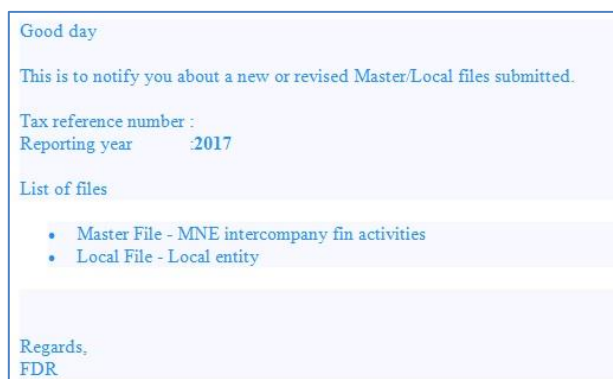 Good day
This is to notify you about a new or revised Master/Local files submitted.
Tax reference number :
Reporting year :2017
List of files
• Master File - MNE intercompany fin activities
• Local File - Local entity
Regards,
FDR